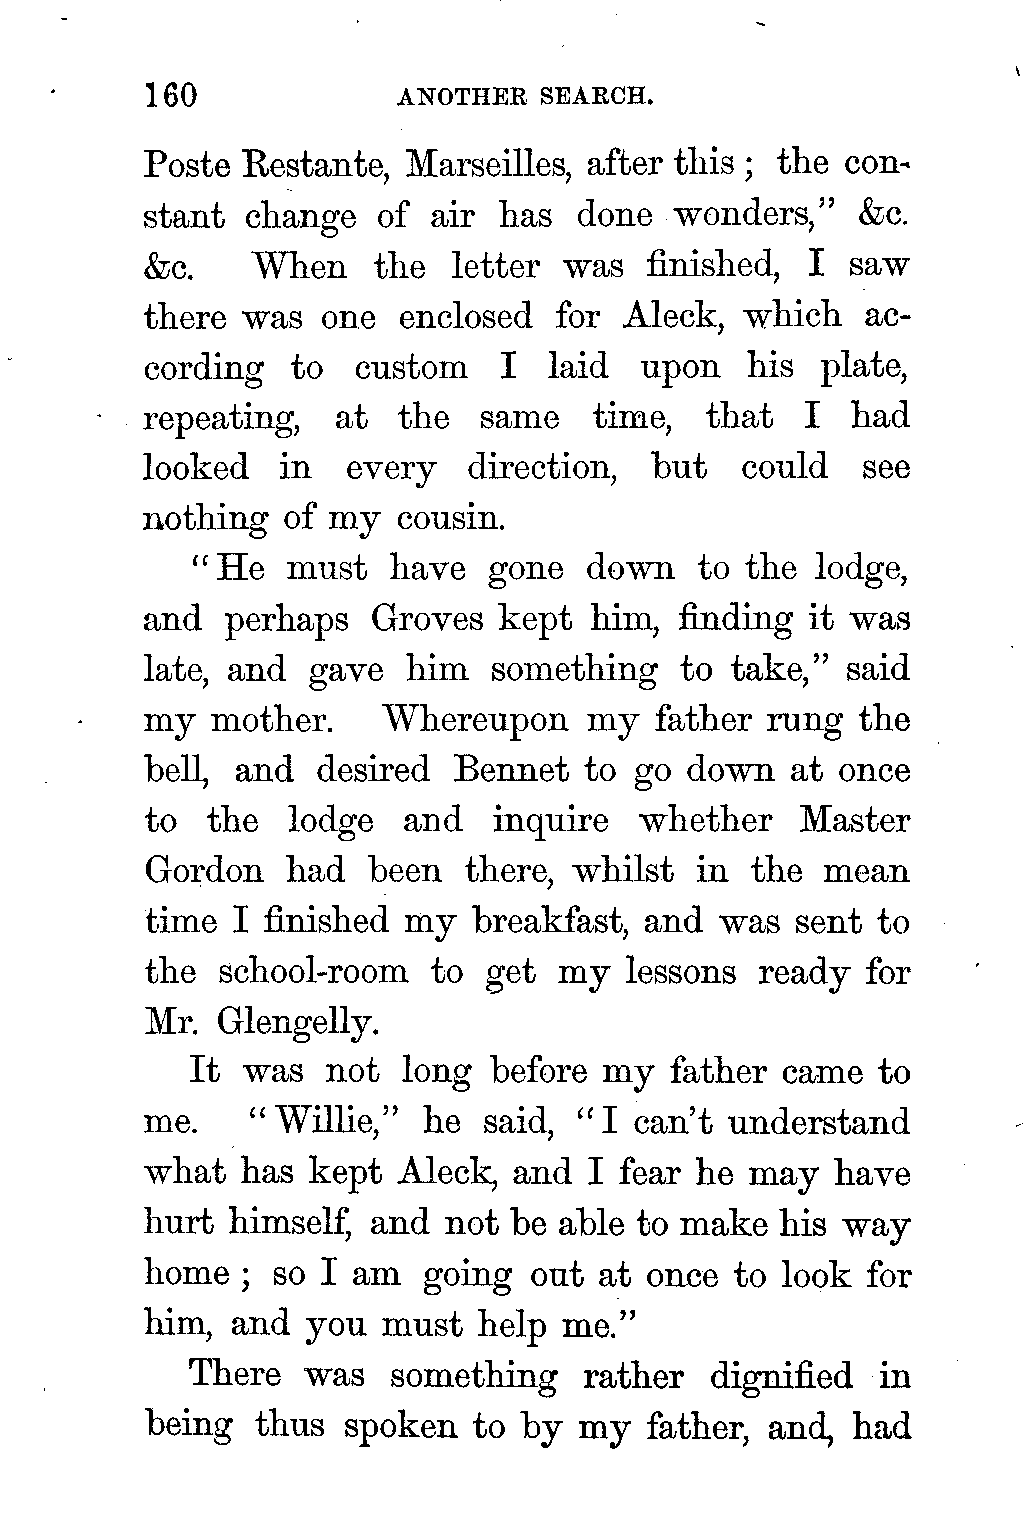 160 ANOTHER SEARCH.
Poste Restante, Marseilles, after this ; the con-
stant change of air has done wonders,” &c.
&c. When the letter was finished, I saw
there was one enclosed for Aleck, which ac-
cording to custom I laid upon his plate,
repeating, at the same time, that I had
looked in every direction, but could see
nothing of my cousin.
“He must have gone down to the lodge,
and perhaps Groves kept him, finding it was
late, and gave him something to take,” said
my mother. Whereupon my father rung the
bell, and desired Bennet to go down at once
to the lodge and inquire whether Master
Gordon had been there, whilst in the mean
time I finished my breakfast, and was sent to
the school-room to get my lessons ready for
Mr. Glengelly.
It was not long before my father came to
me. “Willie,” he said, “I can’t understand
what has kept Aleck, and I fear he may have
hurt himself, and not be able to make his way
home ; so I am going out at once to look for
him, and you must help me.”
There was something rather dignified in
being thus spoken to by my father, and, had